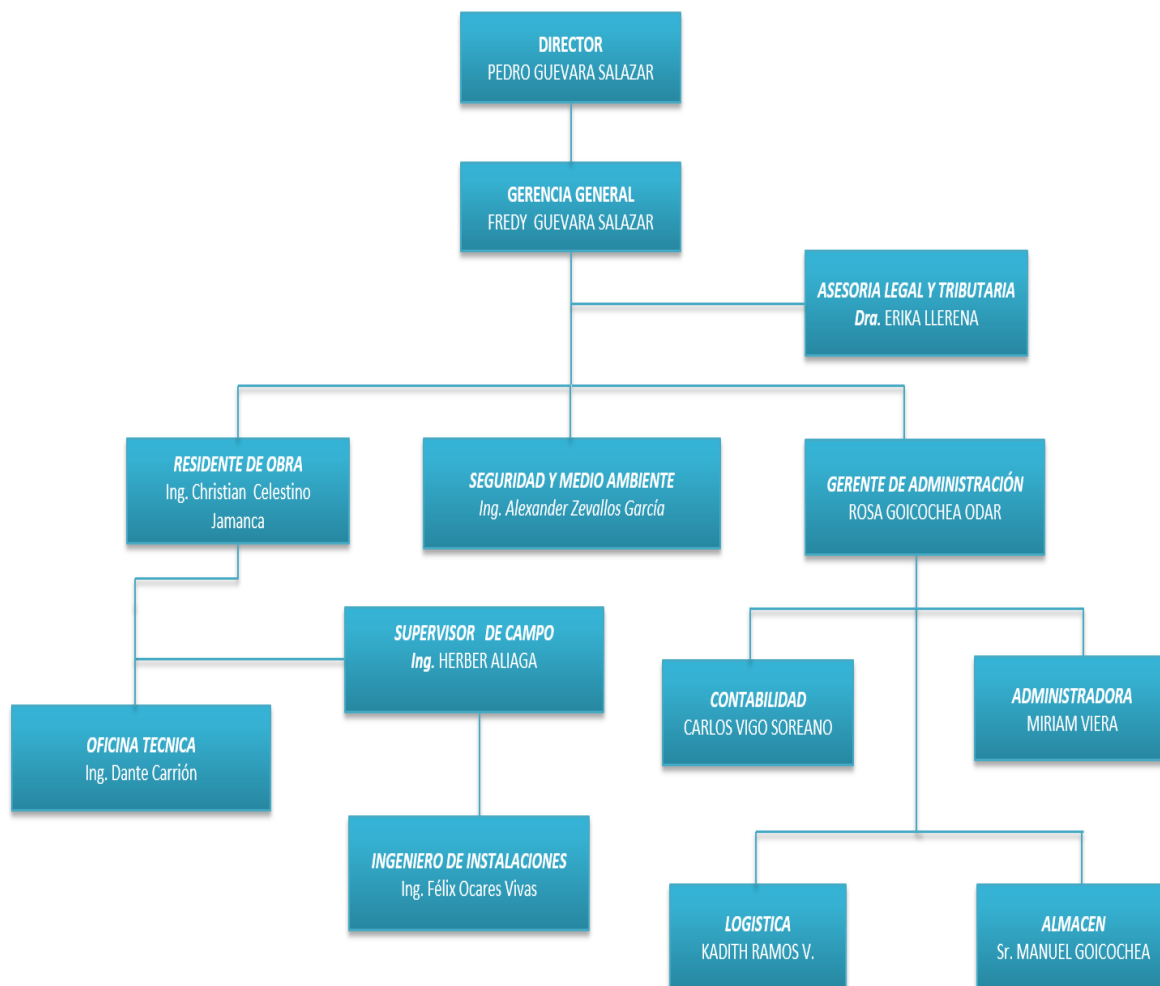 DIRECTOR
PEDRO GUEVARA SALAZAR
GERENCIA GENERAL
FREDY GUEVARA SALAZAR
ASESORIA LEGAL Y TRIBUTARIA
Dra. ERIKA LLERENA
RESIDENTE DE OBRA
Ing. Christian Celestino
Jamanca
SEGURIDAD Y MEDIO AMBIENTE
Ing. Alexander Zevallos García
GERENTE DE ADMINISTRACIÓN
ROSA GOICOCHEA ODAR
SUPERVISOR DE CAMPO
Ing. HERBER ALIAGA
CONTABILIDAD
CARLOS VIGO SOREANO
ADMINISTRADORA
MIRIAM VIERA
OFICINA TECNICA
Ing. Dante Carrión
INGENIERO DE INSTALACIONES
Ing. Félix Ocares Vivas
LOGISTICA
KADITH RAMOS V.
ALMACEN
Sr. MANUEL GOICOCHEA